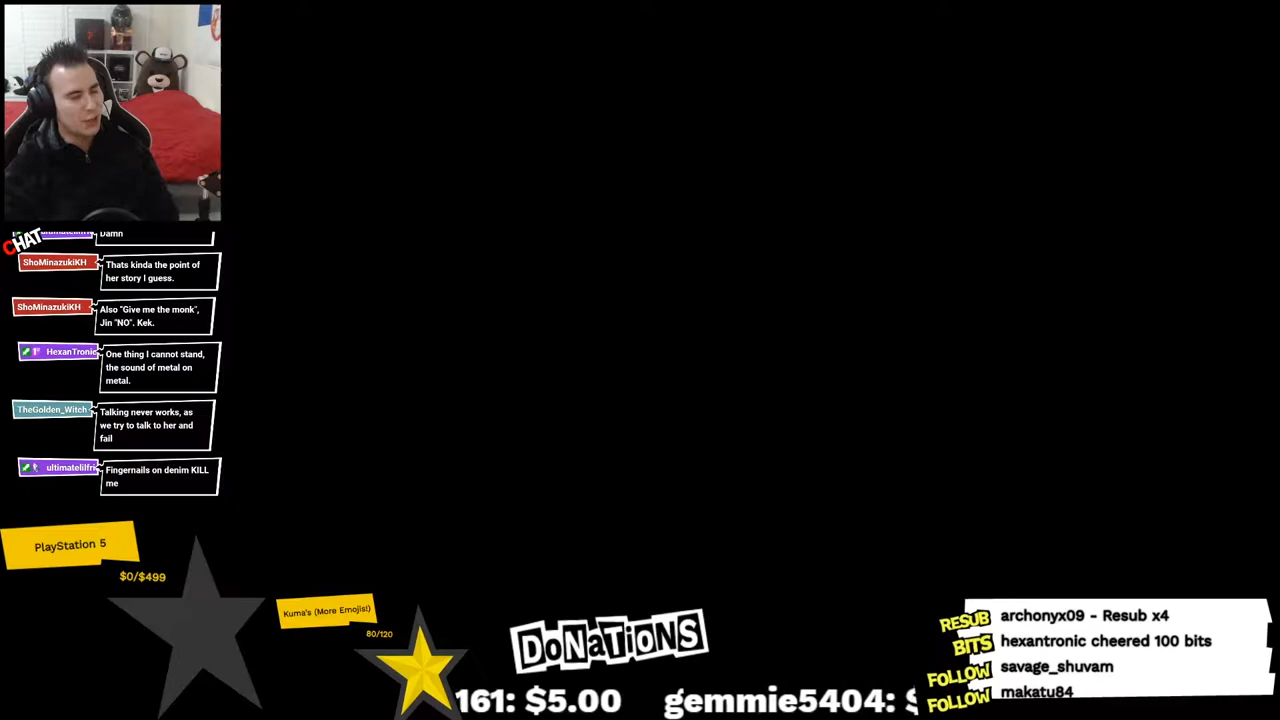 Damn
CHAT
ShoMinazukiKH
Thats kinda the point of
her story I guess.
ShoMinazukiKH
Also "Give me the monk",
Jin "NO". Kek.
HexanTronic
One thing I cannot stand,
the sound of metal on
metal.
TheGolden_Witch
Talking never works, as
we try to talk to her and
fail
ultimatelilfri
Fingernails on denim KILL
me
PlayStation 5
$0/$499
Kuma's (More Emojis!)
80/120
DoNaTioNS
161: $5.00 gemmie5404: $
RESUB archonyx09 - Resub x4
BITS hexantronic cheered 100 bits
FOLLOW savage_shuvam
FOLLOW makatu84